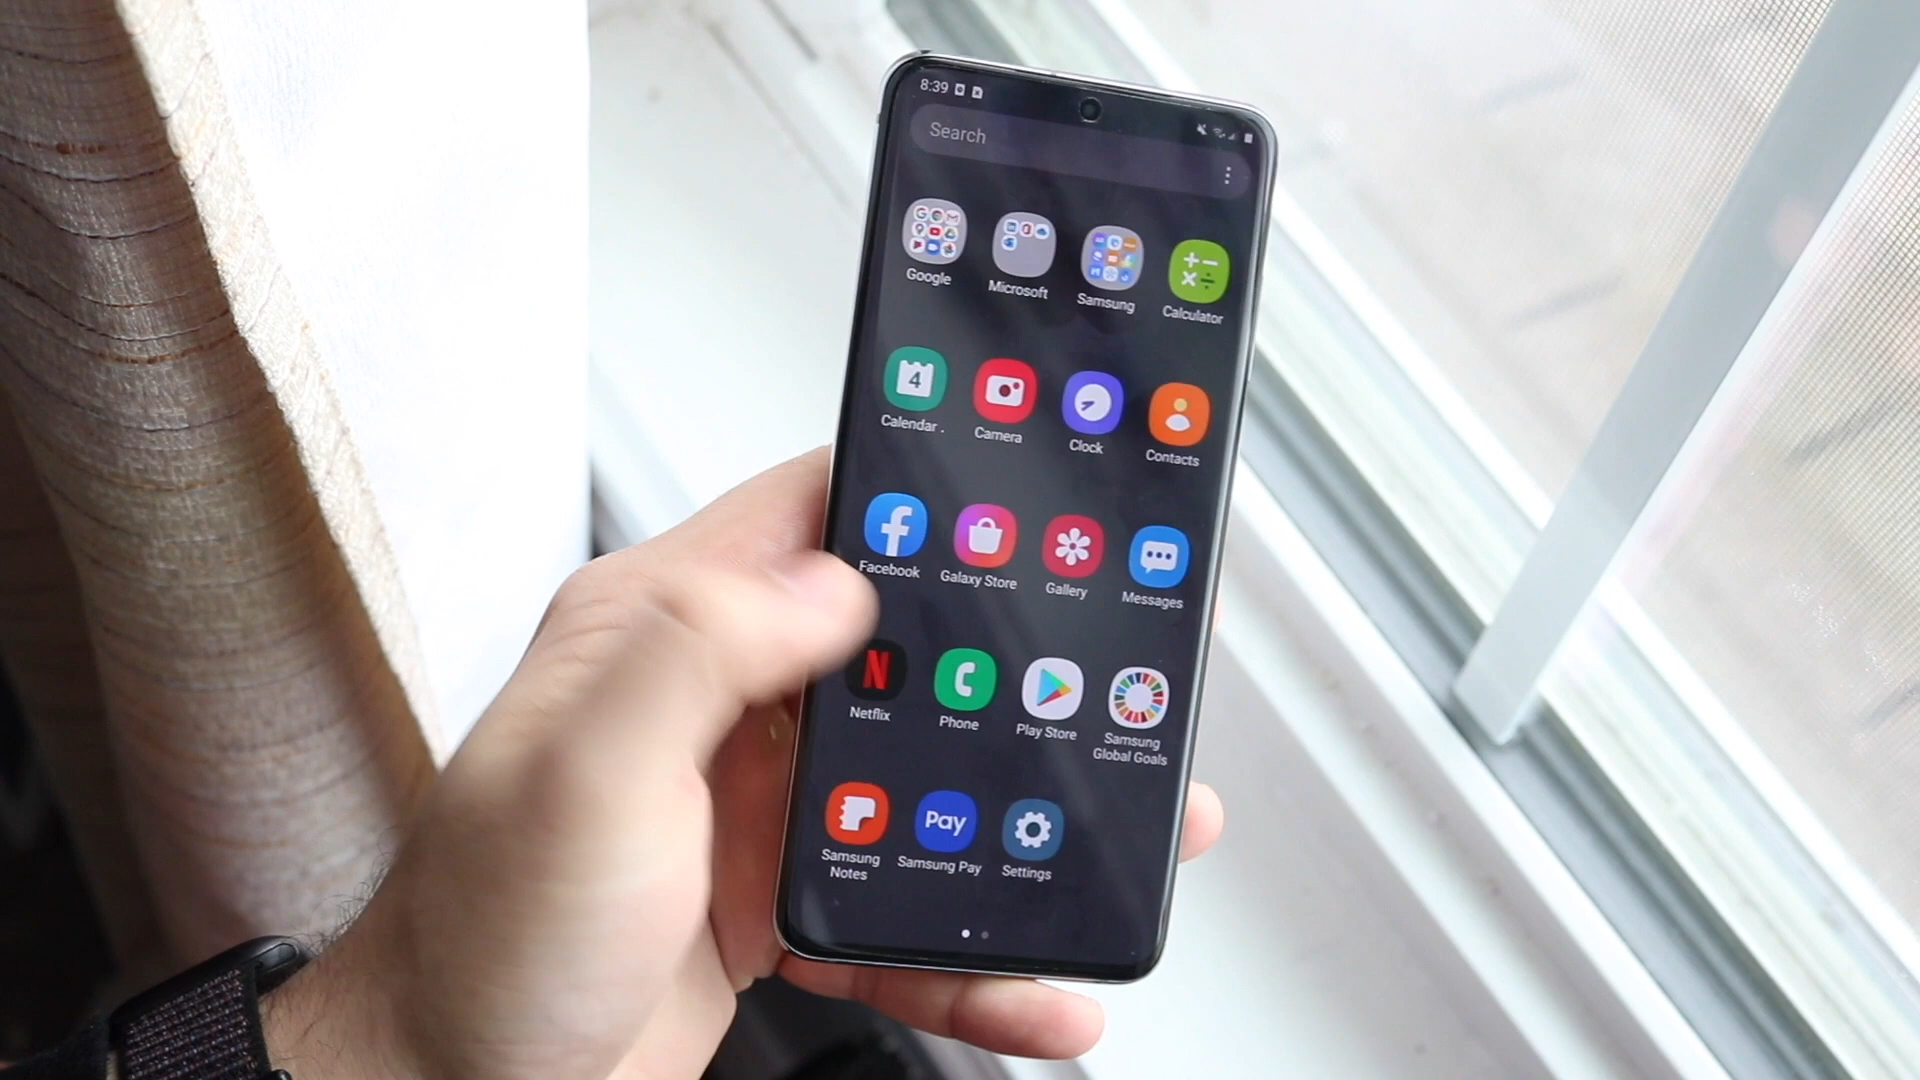 8:39
Search
Google
Microsoft
Samsung
Calculator
4
Calendar
Camera
Clock
Contacts
Facebook
Galaxy Store
Gallery
Messages
N
Netflix
Phone
Play Store
Samsung
Global Goals
Pay
Samsung
Notes
Samsung Pay
Settings